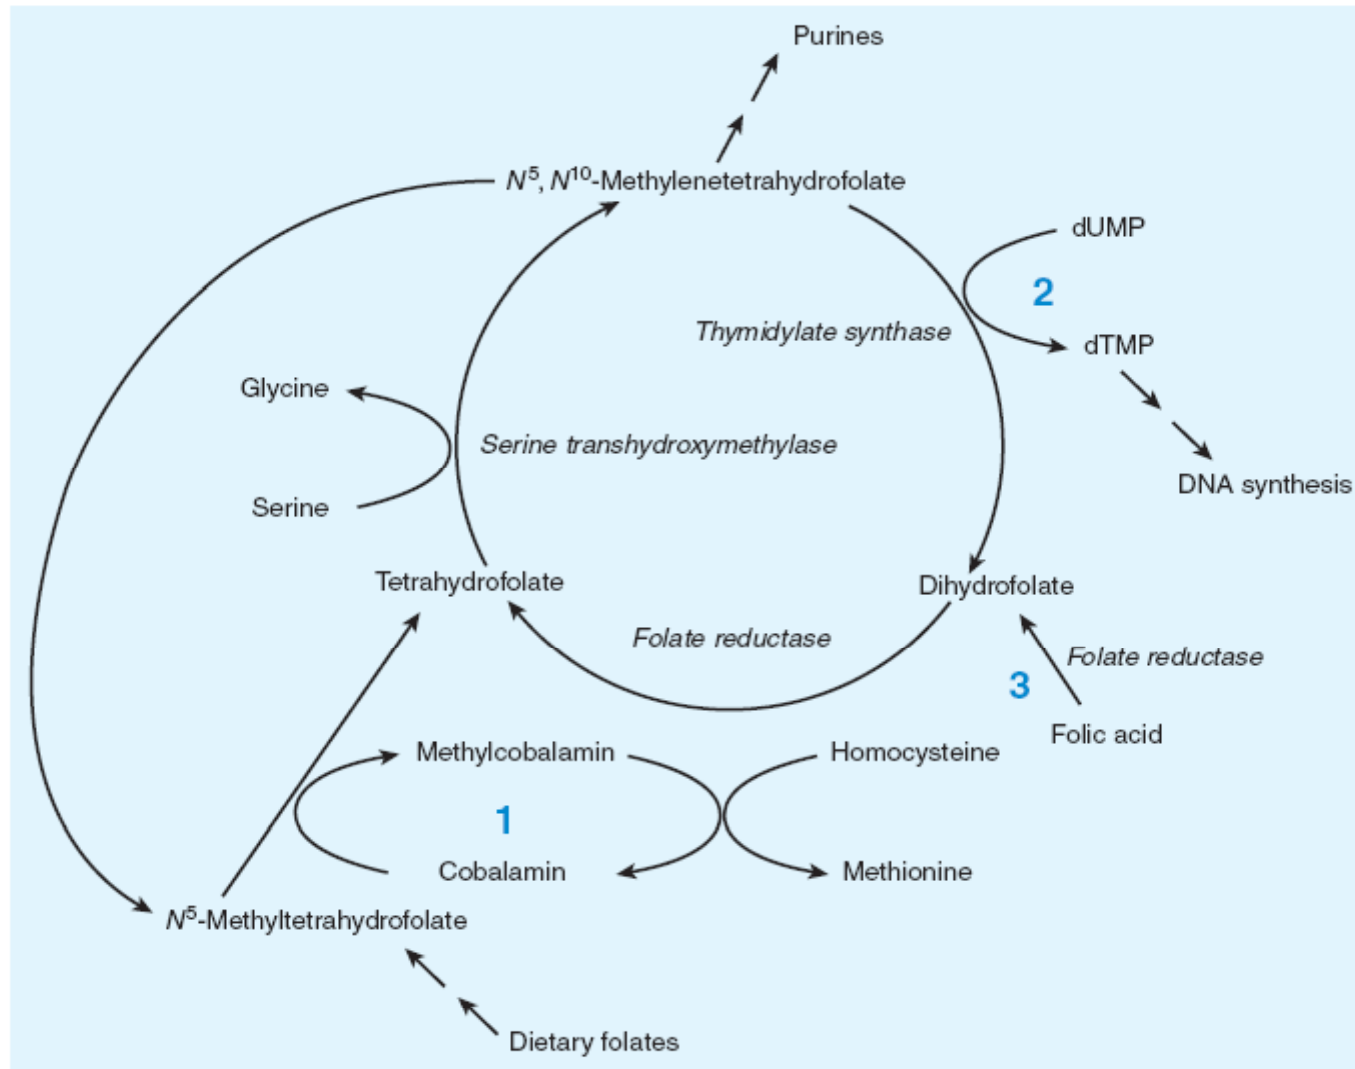 Purines
N⁵, N¹⁰-Methylenetetrahydrofolate
dUMP
2
Thymidylate synthase
dTMP
Glycine
Serine transhydroxymethylase
DNA synthesis
Serine
Tetrahydrofolate
Dihydrofolate
Folate reductase
Folate reductase
3
Folic acid
Methylcobalamin
Homocysteine
1
Cobalamin
Methionine
N⁵-Methyltetrahydrofolate
Dietary folates